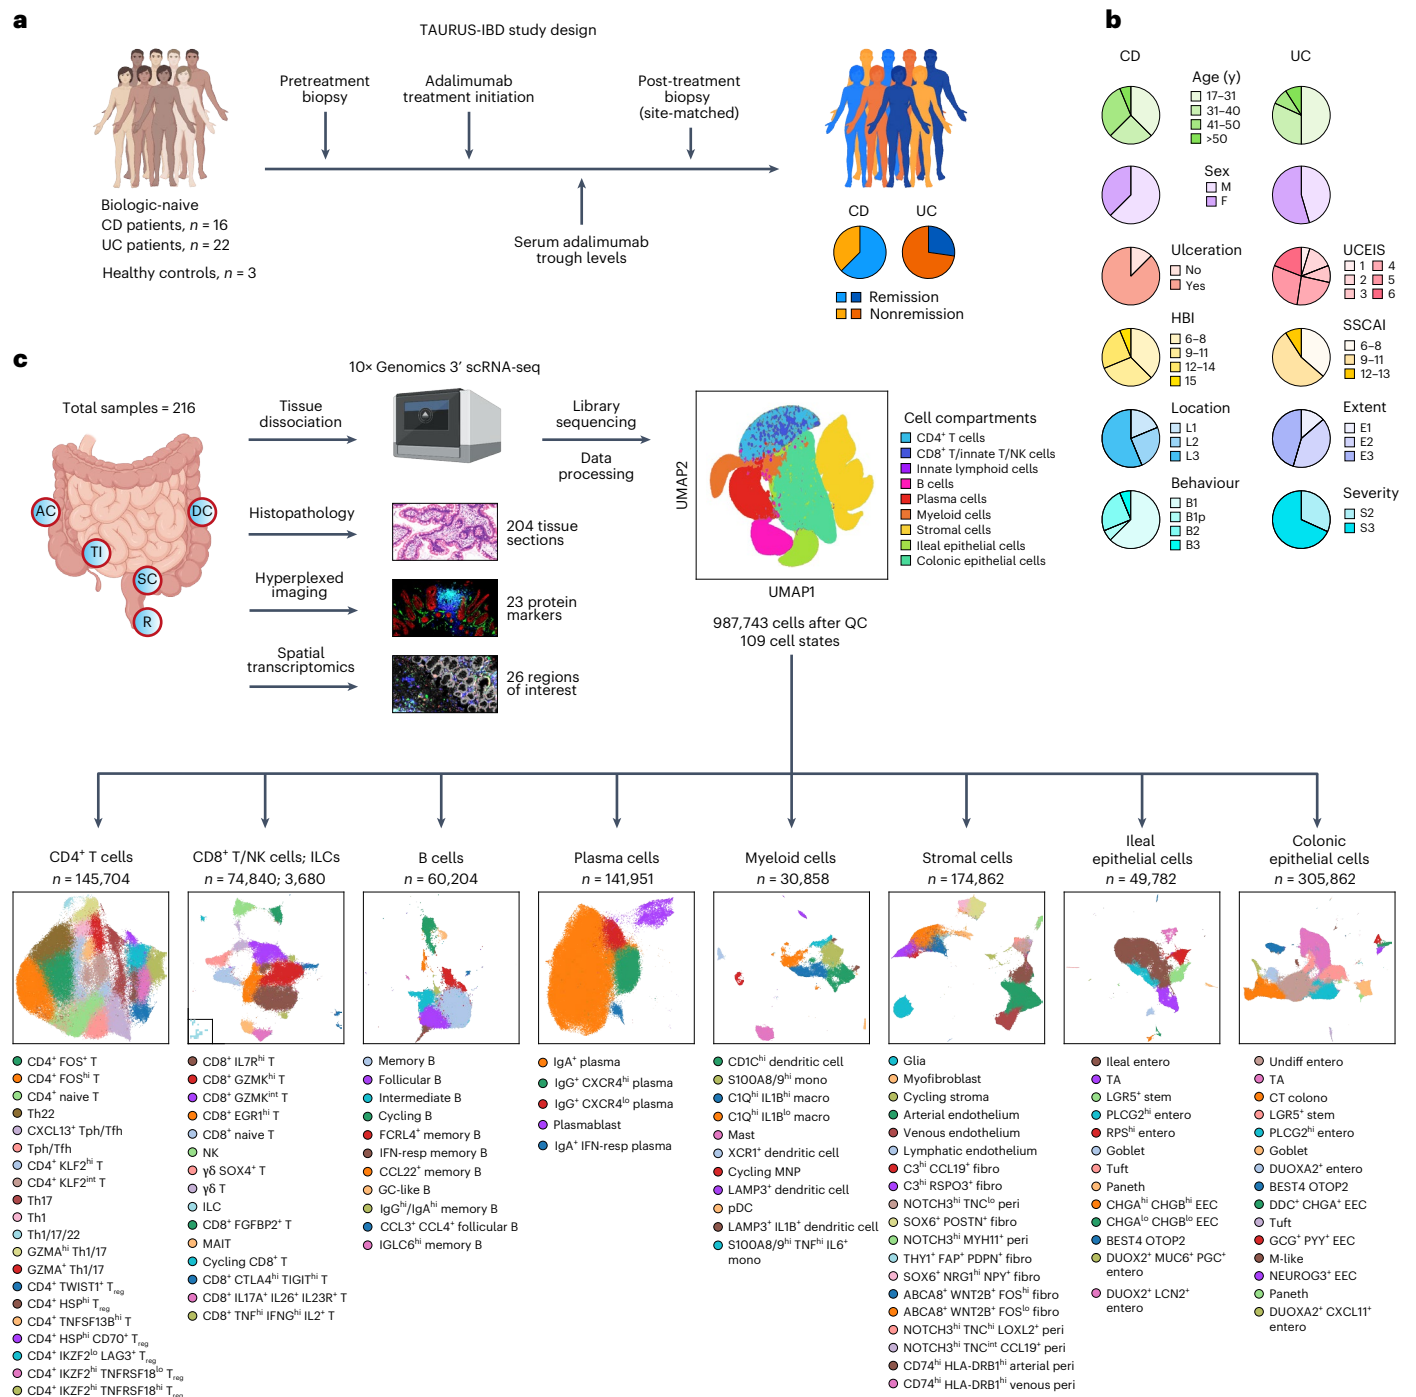 a
TAURUS-IBD study design
Pretreatment
biopsy
Adalimumab
treatment initiation
Post-treatment
biopsy
(site-matched)
Biologic-naive
CD patients, n = 16
UC patients, n = 22
Healthy controls, n = 3
Serum adalimumab
trough levels
CD
UC
Remission
Nonremission
b
CD
UC
Age (y)
17–31
31–40
41–50
>50
Sex
M
F
Ulceration
No
Yes
UCEIS
1 4
2 5
3 6
HBI
6–8
9–11
12–14
15
SSCAI
6–8
9–11
12–13
Location
L1
L2
L3
Extent
E1
E2
E3
Behaviour
B1
B1p
B2
B3
Severity
S2
S3
c
10× Genomics 3′ scRNA-seq
Total samples = 216
AC
DC
TI
SC
R
Tissue
dissociation
Library
sequencing
Data
processing
Histopathology
204 tissue
sections
Hyperplexed
imaging
23 protein
markers
Spatial
transcriptomics
26 regions
of interest
UMAP2
UMAP1
Cell compartments
CD4⁺ T cells
CD8⁺ T/innate T/NK cells
Innate lymphoid cells
B cells
Plasma cells
Myeloid cells
Stromal cells
Ileal epithelial cells
Colonic epithelial cells
987,743 cells after QC
109 cell states
CD4⁺ T cells
n = 145,704
CD8⁺ T/NK cells; ILCs
n = 74,840; 3,680
B cells
n = 60,204
Plasma cells
n = 141,951
Myeloid cells
n = 30,858
Stromal cells
n = 174,862
Ileal
epithelial cells
n = 49,782
Colonic
epithelial cells
n = 305,862
CD4⁺ FOS⁺ T
CD4⁺ FOSʰⁱ T
CD4⁺ naive T
Th22
CXCL13⁺ Tph/Tfh
Tph/Tfh
CD4⁺ KLF2ʰⁱ T
CD4⁺ KLF2ⁱⁿᵗ T
Th17
Th1
Th1/17/22
GZMAʰⁱ Th1/17
GZMA⁺ Th1/17
CD4⁺ TWIST1⁺ Treg
CD4⁺ HSPʰⁱ Treg
CD4⁺ TNFSF13Bʰⁱ T
CD4⁺ HSPʰⁱ CD70⁺ Treg
CD4⁺ IKZF2ˡᵒ LAG3⁺ Treg
CD4⁺ IKZF2ʰⁱ TNFRSF18ˡᵒ Treg
CD4⁺ IKZF2ʰⁱ TNFRSF18ʰⁱ Treg
CD8⁺ IL7Rʰⁱ T
CD8⁺ GZMKʰⁱ T
CD8⁺ GZMKⁱⁿᵗ T
CD8⁺ EGR1ʰⁱ T
CD8⁺ naive T
NK
γδ SOX4⁺ T
γδ T
ILC
CD8⁺ FGFBP2⁺ T
MAIT
Cycling CD8⁺ T
CD8⁺ CTLA4ʰⁱ TIGITʰⁱ T
CD8⁺ IL17A⁺ IL26⁺ IL23R⁺ T
CD8⁺ TNFʰⁱ IFNGʰⁱ IL2⁺ T
Memory B
Follicular B
Intermediate B
Cycling B
FCRL4⁺ memory B
IFN-resp memory B
CCL22⁺ memory B
GC-like B
IgGʰⁱ/IgAʰⁱ memory B
CCL3⁺ CCL4⁺ follicular B
IGLC6ʰⁱ memory B
IgA⁺ plasma
IgG⁺ CXCR4ʰⁱ plasma
IgG⁺ CXCR4ˡᵒ plasma
Plasmablast
IgA⁺ IFN-resp plasma
CD1Cʰⁱ dendritic cell
S100A8/9ʰⁱ mono
C1Qʰⁱ IL1Bʰⁱ macro
C1Qʰⁱ IL1Bˡᵒ macro
Mast
XCR1⁺ dendritic cell
Cycling MNP
LAMP3⁺ dendritic cell
pDC
LAMP3⁺ IL1B⁺ dendritic cell
S100A8/9ʰⁱ TNFʰⁱ IL6⁺
mono
Glia
Myofibroblast
Cycling stroma
Arterial endothelium
Venous endothelium
Lymphatic endothelium
C3ʰⁱ CCL19⁺ fibro
C3ʰⁱ RSPO3⁺ fibro
NOTCH3ʰⁱ TNCˡᵒ peri
SOX6⁺ POSTN⁺ fibro
NOTCH3ʰⁱ MYH11⁺ peri
THY1⁺ FAP⁺ PDPN⁺ fibro
SOX6⁺ NRG1ʰⁱ NPY⁺ fibro
ABCA8⁺ WNT2B⁺ FOSʰⁱ fibro
ABCA8⁺ WNT2B⁺ FOSˡᵒ fibro
NOTCH3ʰⁱ TNCʰⁱ LOXL2⁺ peri
NOTCH3ʰⁱ TNCⁱⁿᵗ CCL19⁺ peri
CD74ʰⁱ HLA-DRB1ʰⁱ arterial peri
CD74ʰⁱ HLA-DRB1ʰⁱ venous peri
Ileal entero
TA
LGR5⁺ stem
PLCG2ʰⁱ entero
RPSʰⁱ entero
Goblet
Tuft
Paneth
CHGAʰⁱ CHGBʰⁱ EEC
CHGAˡᵒ CHGBˡᵒ EEC
BEST4 OTOP2
DUOX2⁺ MUC6⁺ PGC⁺
entero
DUOX2⁺ LCN2⁺
entero
Undiff entero
TA
CT colono
LGR5⁺ stem
PLCG2ʰⁱ entero
Goblet
DUOXA2⁺ entero
BEST4 OTOP2
DDC⁺ CHGA⁺ EEC
Tuft
GCG⁺ PYY⁺ EEC
M-like
NEUROG3⁺ EEC
Paneth
DUOXA2⁺ CXCL11⁺
entero